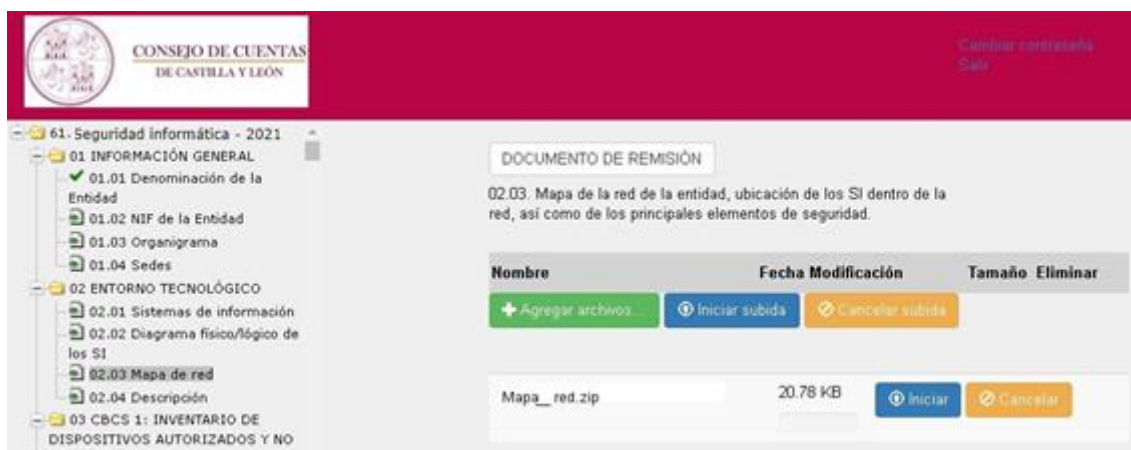 CONSEJO DE CUENTAS
DE CASTILLA Y LEÓN
Cambiar contraseña
Salir
61. Seguridad informática - 2021
01 INFORMACIÓN GENERAL
01.01 Denominación de la
Entidad
01.02 NIF de la Entidad
01.03 Organigrama
01.04 Sedes
02 ENTORNO TECNOLÓGICO
02.01 Sistemas de información
02.02 Diagrama físico/lógico de
los SI
02.03 Mapa de red
02.04 Descripción
03 CBCS 1: INVENTARIO DE
DISPOSITIVOS AUTORIZADOS Y NO
DOCUMENTO DE REMISIÓN
02.03. Mapa de la red de la entidad, ubicación de los SI dentro de la
red, así como de los principales elementos de seguridad.
Nombre Fecha Modificación Tamaño Eliminar
Agregar archivos... Iniciar subida Cancelar subida
Mapa__ red.zip 20.78 KB Iniciar Cancelar